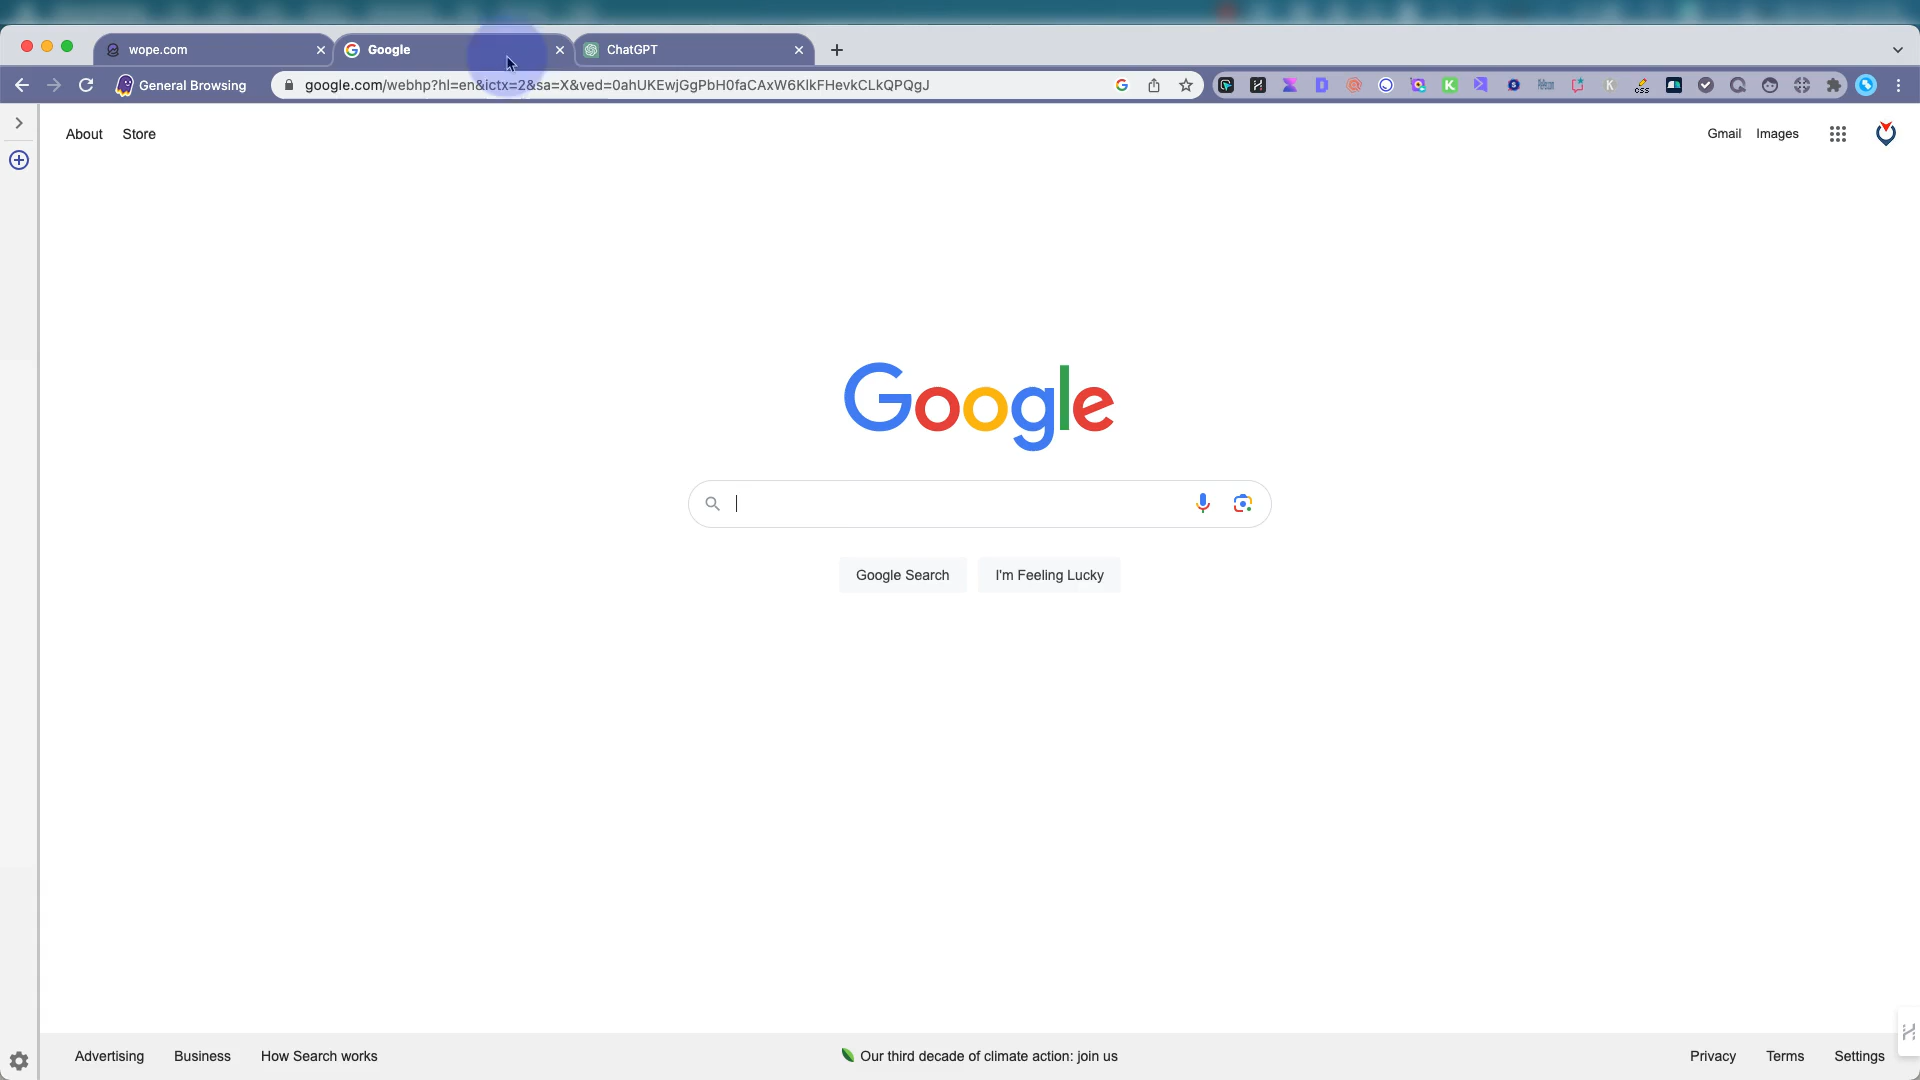 wope.com
Google
ChatGPT
General Browsing
google.com/webhp?hl=en&ictx=2&sa=X&ved=0ahUKEwjGgPbH0faCAxW6KlkFHevkCLkQPQgJ
About
Store
Gmail
Images
Google
Google Search
I'm Feeling Lucky
Advertising
Business
How Search works
Our third decade of climate action: join us
Privacy
Terms
Settings